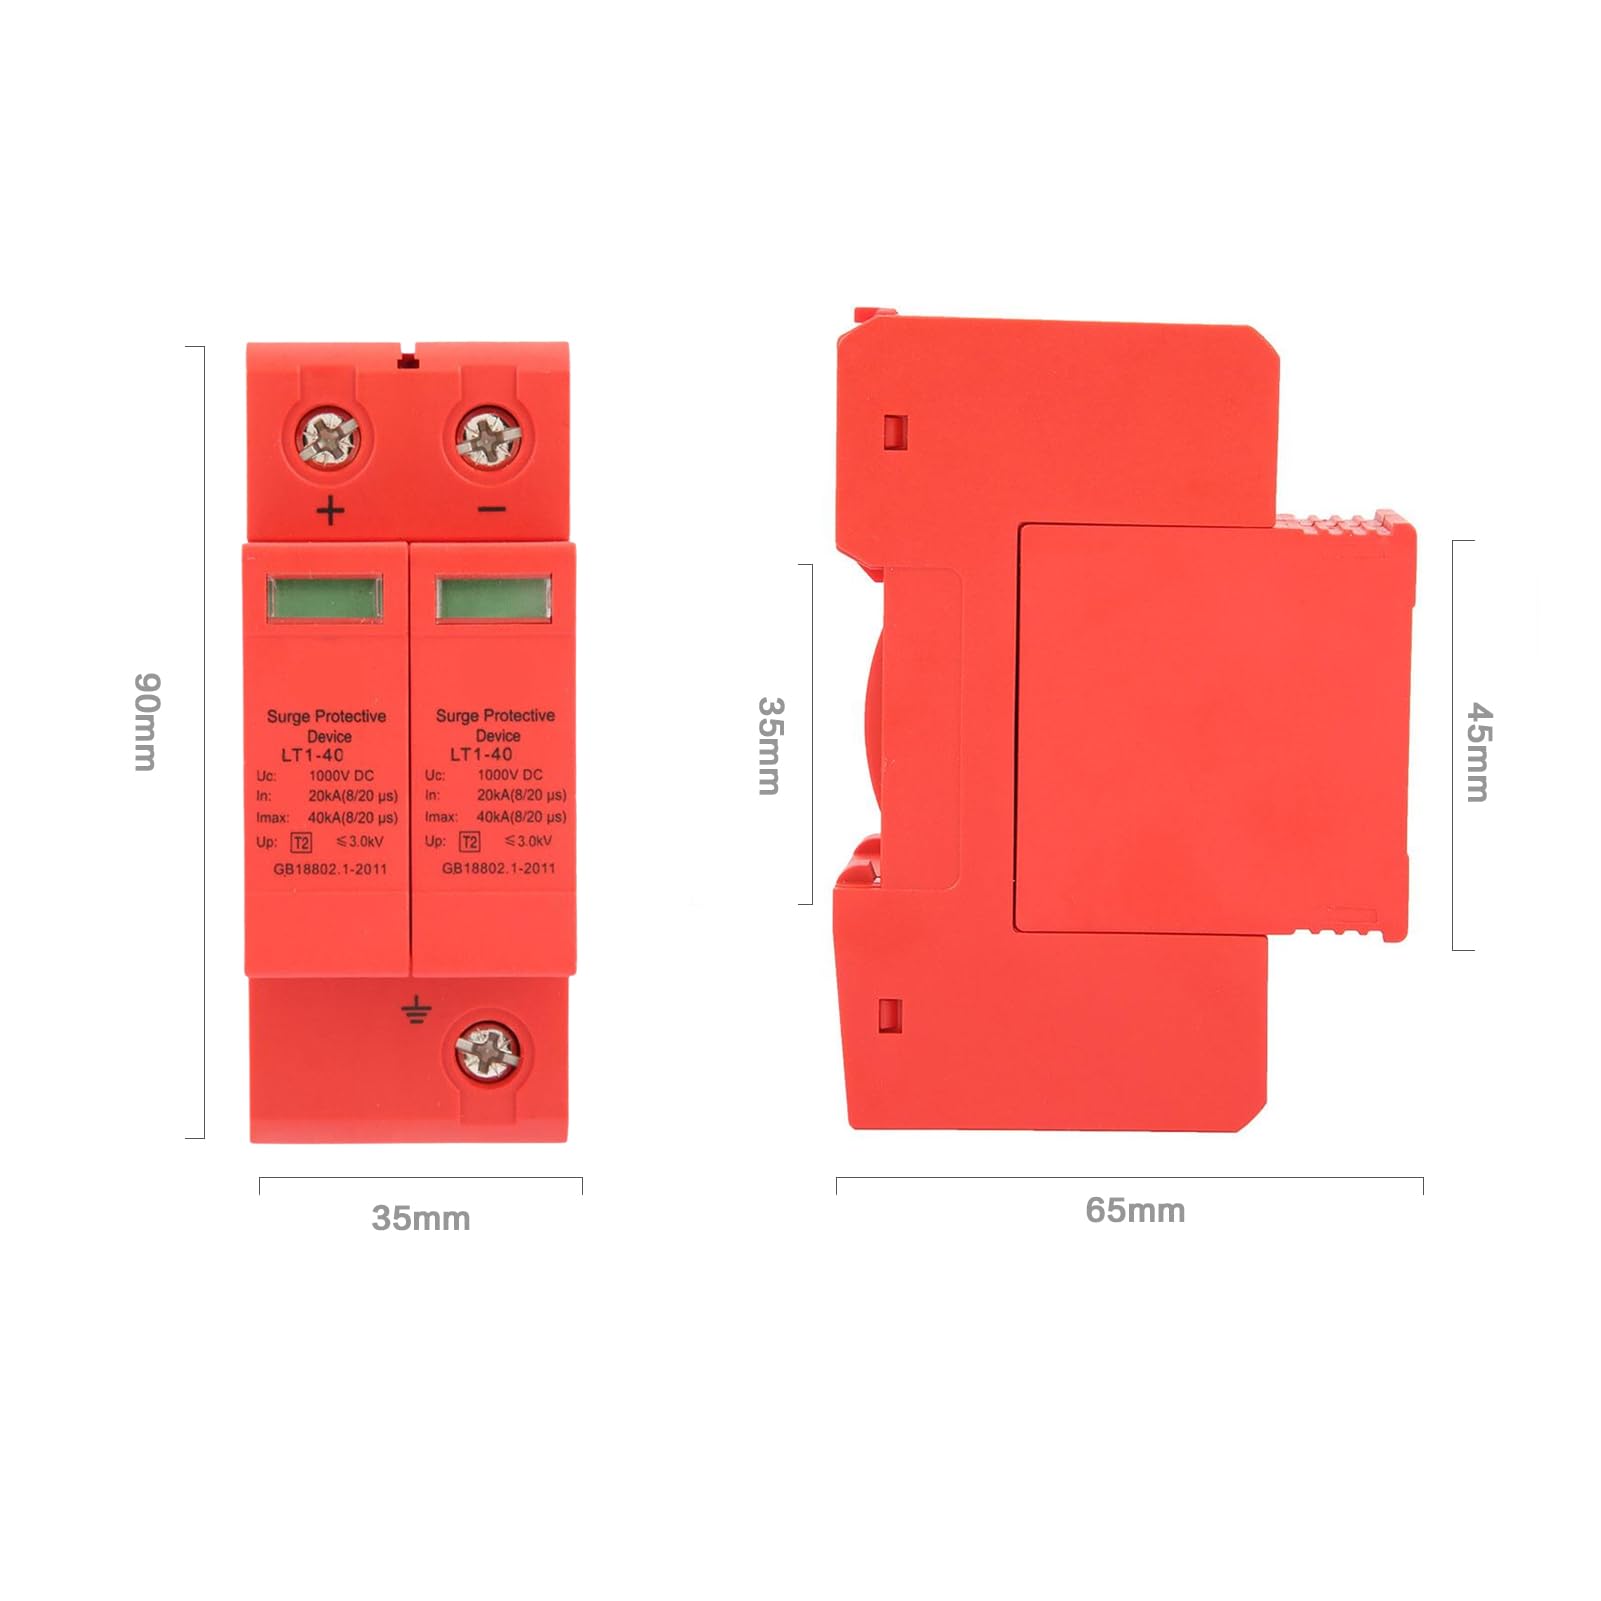 +
−
90mm
Surge Protective
Device
LT1-40
Uc: 1000V DC
In: 20kA(8/20 µs)
Imax: 40kA(8/20 µs)
Up: T2 ≤3.0kV
GB18802.1-2011
Surge Protective
Device
LT1-40
Uc: 1000V DC
In: 20kA(8/20 µs)
Imax: 40kA(8/20 µs)
Up: T2 ≤3.0kV
GB18802.1-2011
35mm
35mm
45mm
65mm